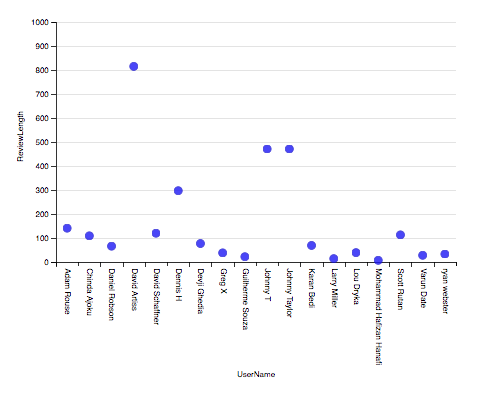 1000
900
800
700
600
500
400
300
200
100
0
ReviewLength
Adam Rouse
Chinda Ajoku
Daniel Robson
David Artiss
David Schaffner
Dennis H
Devji Chedia
Greg X
Guilherme Souza
Johnny T
Johnny Taylor
Karan Bedi
Larry Miller
Lou Dryka
Mohammad Hafizan Hanafi
Scott Rutan
Varun Date
ryan webster
UserName